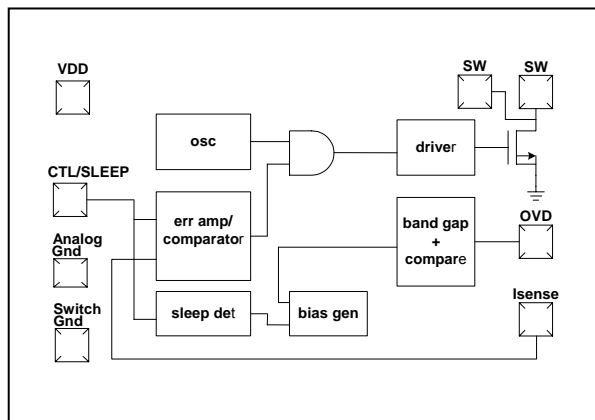 VDD
SW
SW
osc
driver
CTL/SLEEP
err amp/
comparator
band gap
+
compare
OVD
Analog
Gnd
Isense
Switch
Gnd
sleep det
bias gen